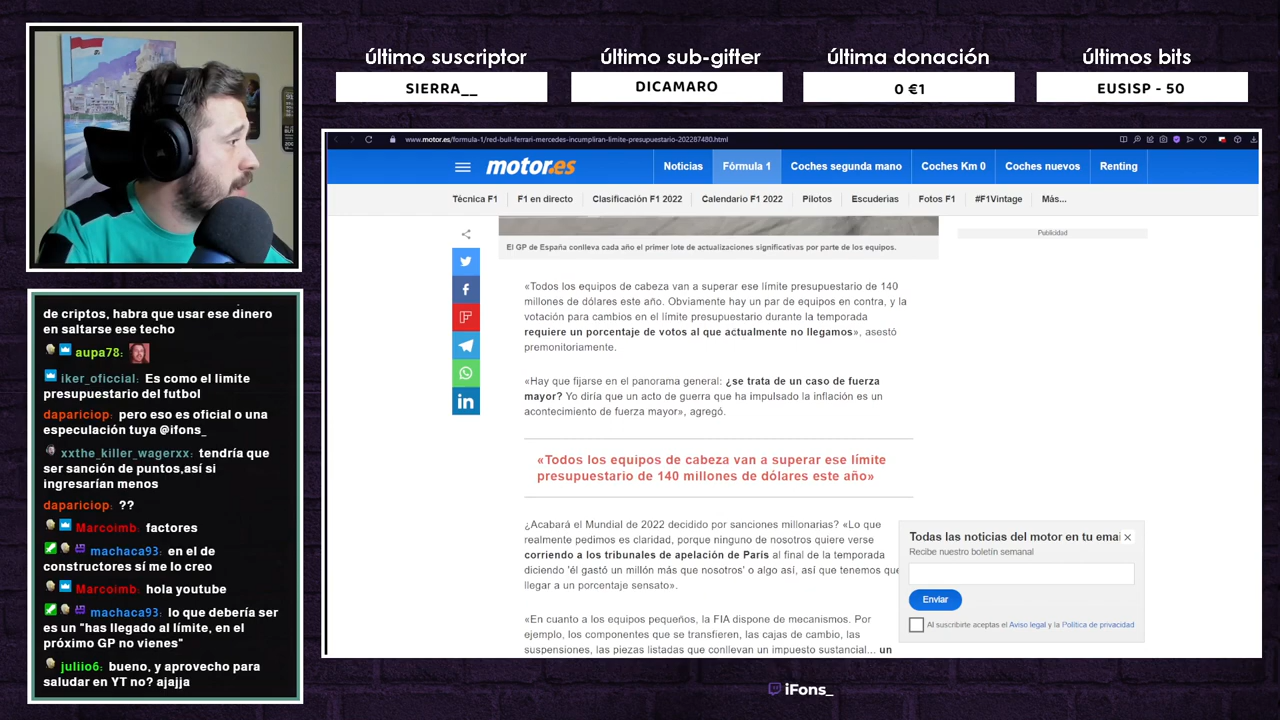 último suscriptor
SIERRA__
último sub-gifter
DICAMARO
última donación
0 €1
últimos bits
EUSISP - 50
www.motor.es/formula-1/red-bull-ferrari-mercedes-incumpliran-limite-presupuestario-202287480.html
motor.es
Noticias
Fórmula 1
Coches segunda mano
Coches Km 0
Coches nuevos
Renting
Técnica F1
F1 en directo
Clasificación F1 2022
Calendario F1 2022
Pilotos
Escuderias
Fotos F1
#F1Vintage
Más...
El GP de España conlleva cada año el primer lote de actualizaciones significativas por parte de los equipos.
Publicidad
«Todos los equipos de cabeza van a superar ese límite presupuestario de 140
millones de dólares este año. Obviamente hay un par de equipos en contra, y la
votación para cambios en el límite presupuestario durante la temporada
requiere un porcentaje de votos al que actualmente no llegamos», asestó
premonitoriamente.
«Hay que fijarse en el panorama general: ¿se trata de un caso de fuerza
mayor? Yo diría que un acto de guerra que ha impulsado la inflación es un
acontecimiento de fuerza mayor», agregó.
«Todos los equipos de cabeza van a superar ese límite
presupuestario de 140 millones de dólares este año»
¿Acabará el Mundial de 2022 decidido por sanciones millonarias? «Lo que
realmente pedimos es claridad, porque ninguno de nosotros quiere verse
corriendo a los tribunales de apelación de París al final de la temporada
diciendo 'él gastó un millón más que nosotros' o algo así, así que tenemos que
llegar a un porcentaje sensato».
«En cuanto a los equipos pequeños, la FIA dispone de mecanismos. Por
ejemplo, los componentes que se transfieren, las cajas de cambio, las
suspensiones, las piezas listadas que conllevan un impuesto sustancial... un
Todas las noticias del motor en tu emai
Recibe nuestro boletín semanal
Enviar
Al suscribirte aceptas el Aviso legal y la Política de privacidad
de criptos, habra que usar ese dinero
en saltarse ese techo
aupa78:
iker_oficcial: Es como el limite
presupuestario del futbol
dapariciop: pero eso es oficial o una
especulación tuya @ifons_
xxthe_killer_wagerxx: tendría que
ser sanción de puntos,así si
ingresarían menos
dapariciop: ??
Marcoimb: factores
machaca93: en el de
constructores sí me lo creo
Marcoimb: hola youtube
machaca93: lo que debería ser
es un "has llegado al límite, en el
próximo GP no vienes"
juliio6: bueno, y aprovecho para
saludar en YT no? ajajja
iFons_